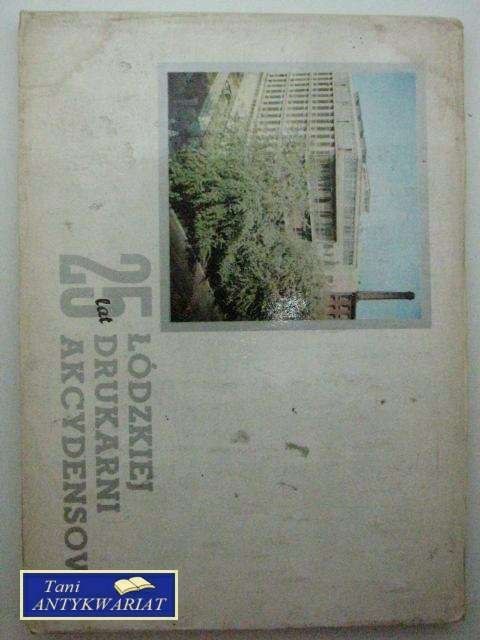 25 lat
ŁÓDZKIEJ
DRUKARNI
AKCYDENSOW
Tani
ANTYKWARIAT